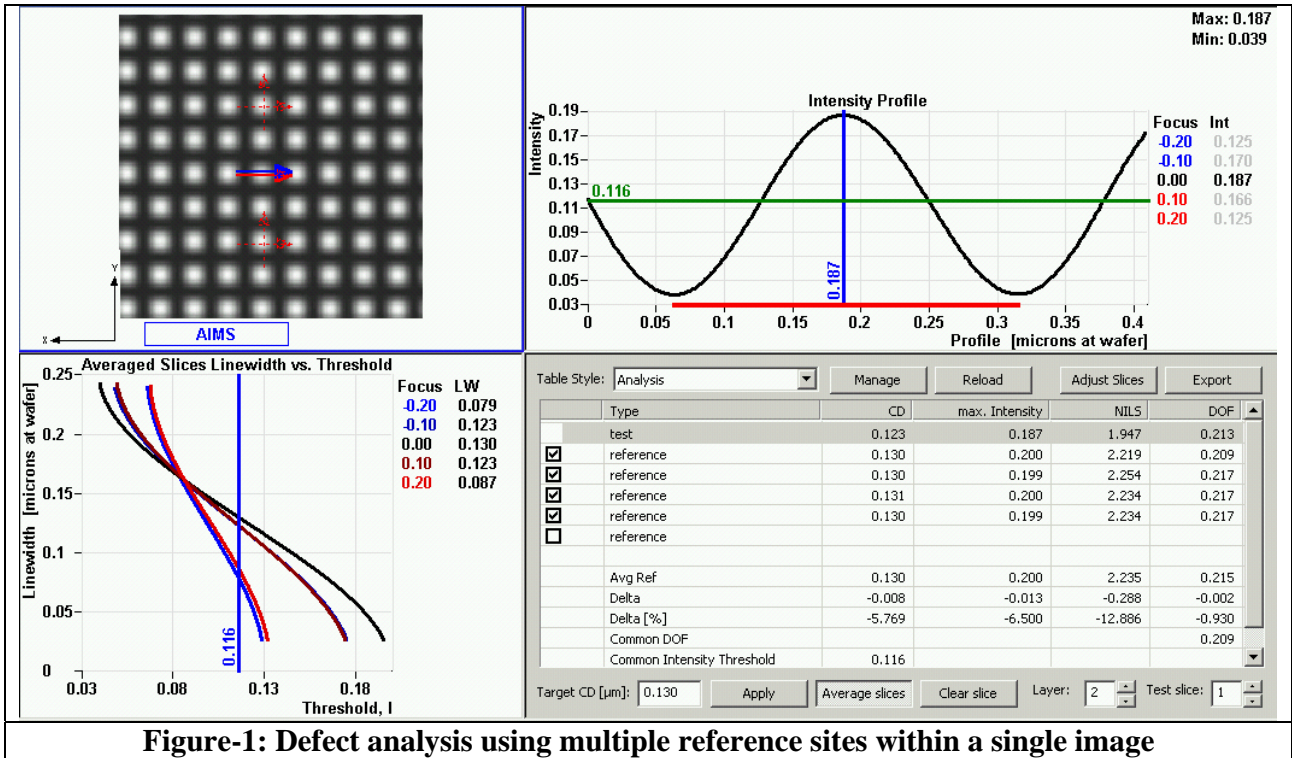 Y
X
AIMS
Max: 0.187
Min: 0.039
Intensity Profile
Intensity
0.19
0.17
0.15
0.13
0.11
0.09
0.07
0.05
0.03
0.116
0.187
0 0.05 0.1 0.15 0.2 0.25 0.3 0.35 0.4
Profile [microns at wafer]
Focus Int
-0.20 0.125
-0.10 0.170
0.00 0.187
0.10 0.166
0.20 0.125
Averaged Slices Linewidth vs. Threshold
Linewidth [microns at wafer]
0.25
0.2
0.15
0.1
0.05
0
0.116
0.03 0.08 0.13 0.18
Threshold, I
Focus LW
-0.20 0.079
-0.10 0.123
0.00 0.130
0.10 0.123
0.20 0.087
Table Style: Analysis Manage Reload Adjust Slices Export
Type CD max. Intensity NILS DOF
test 0.123 0.187 1.947 0.213
reference 0.130 0.200 2.219 0.209
reference 0.130 0.199 2.254 0.217
reference 0.131 0.200 2.234 0.217
reference 0.130 0.199 2.234 0.217
reference
Avg Ref 0.130 0.200 2.235 0.215
Delta -0.008 -0.013 -0.288 -0.002
Delta [%] -5.769 -6.500 -12.886 -0.930
Common DOF 0.209
Common Intensity Threshold 0.116
Target CD [µm]: 0.130 Apply Average slices Clear slice Layer: 2 Test slice: 1
Figure-1: Defect analysis using multiple reference sites within a single image